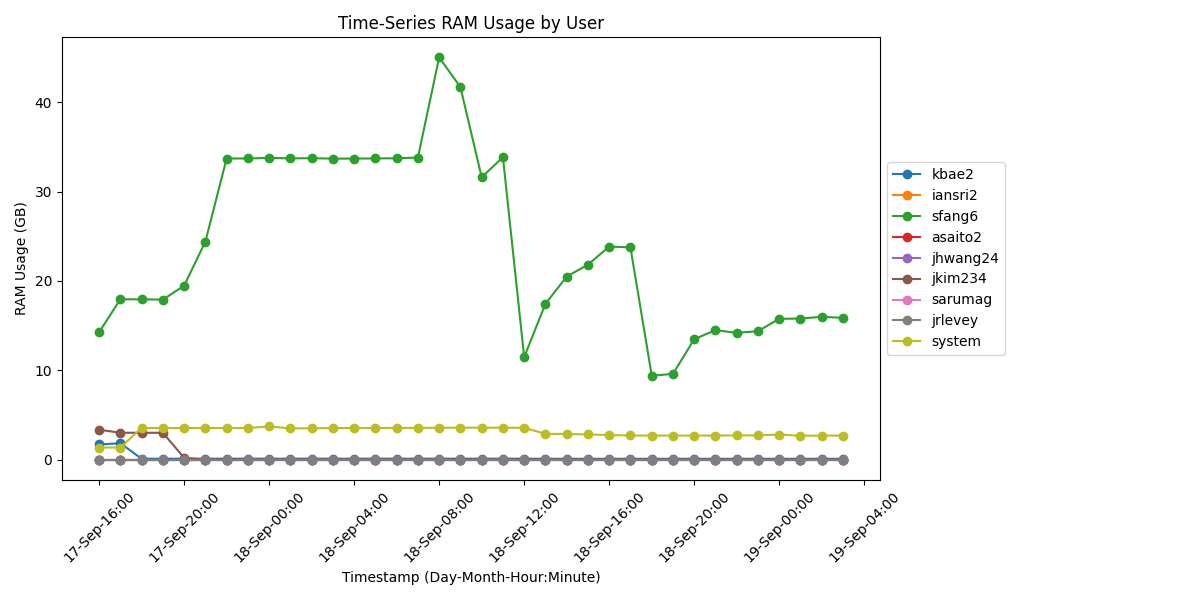 Time-Series RAM Usage by User
RAM Usage (GB)
40
30
20
10
0
17-Sep-16:00
17-Sep-20:00
18-Sep-00:00
18-Sep-04:00
18-Sep-08:00
18-Sep-12:00
18-Sep-16:00
18-Sep-20:00
19-Sep-00:00
19-Sep-04:00
Timestamp (Day-Month-Hour:Minute)
kbae2
iansri2
sfang6
asaito2
jhwang24
jkim234
sarumag
jrlevey
system